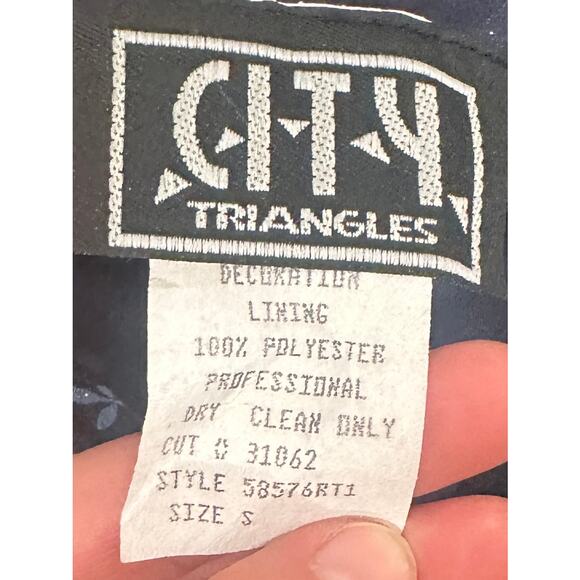 CITY
TRIANGLES
DECORATION
LINING
100% POLYESTER
PROFESSIONAL
DRY CLEAN ONLY
CUT # 31062
STYLE 58576RT1
SIZE S